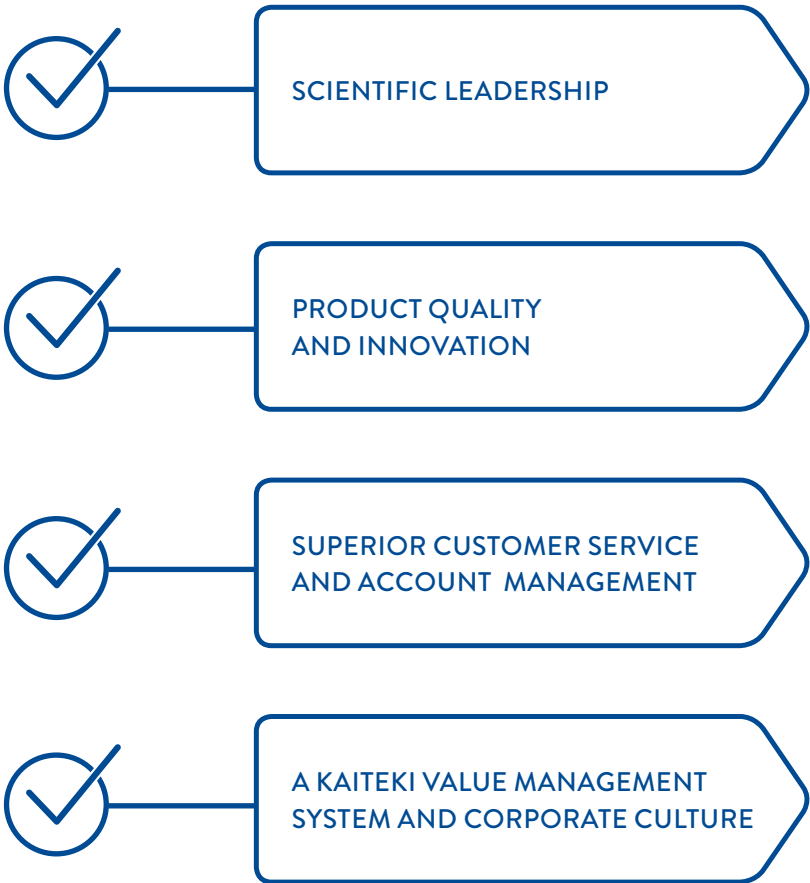 SCIENTIFIC LEADERSHIP
PRODUCT QUALITY
AND INNOVATION
SUPERIOR CUSTOMER SERVICE
AND ACCOUNT MANAGEMENT
A KAITEKI VALUE MANAGEMENT
SYSTEM AND CORPORATE CULTURE